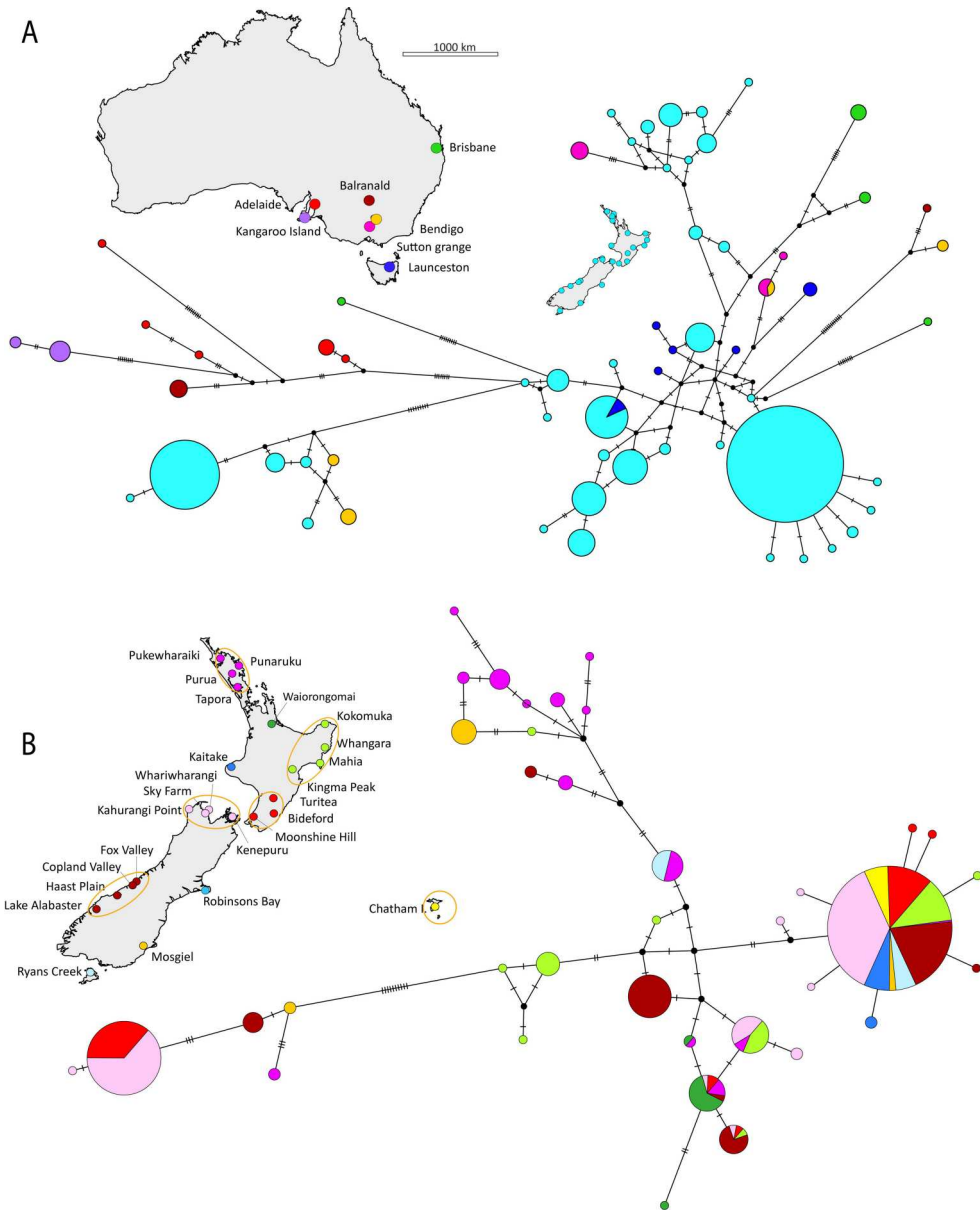 A
1000 km
Brisbane
Balranald
Adelaide
Kangaroo Island
Bendigo
Sutton grange
Launceston
B
Pukewharaiki
Punaruku
Purua
Tapora
Waiorongomai
Kokomuka
Whangara
Kaitake
Mahia
Whariwharangi
Sky Farm
Kingma Peak
Kahurangi Point
Turitea
Bideford
Moonshine Hill
Fox Valley
Kenepuru
Copland Valley
Haast Plain
Lake Alabaster
Robinsons Bay
Chatham I.
Mosgiel
Ryans Creek